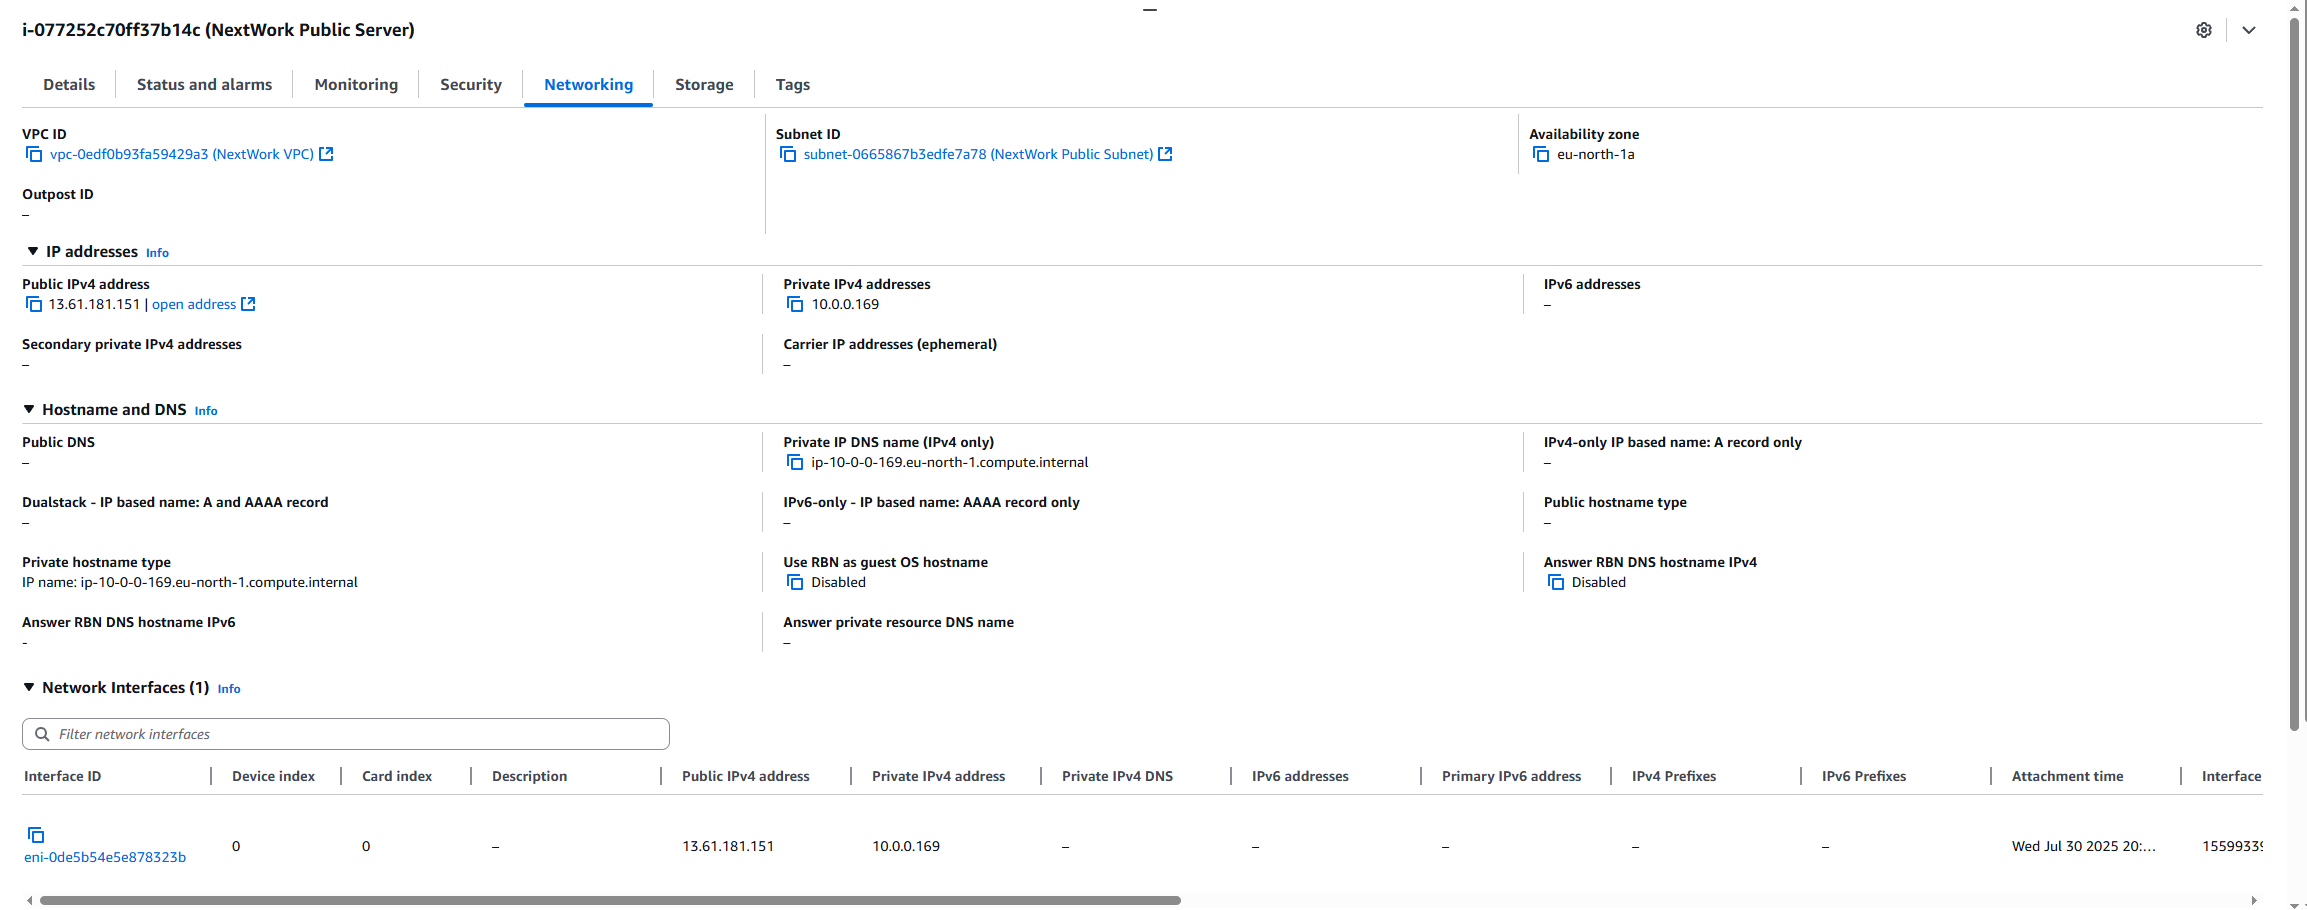 i-077252c70ff37b14c (NextWork Public Server)
Details Status and alarms Monitoring Security Networking Storage Tags
VPC ID Subnet ID Availability zone
vpc-0edf0b93fa59429a3 (NextWork VPC) subnet-0665867b3edfe7a78 (NextWork Public Subnet) eu-north-1a
Outpost ID
–
IP addresses Info
Public IPv4 address Private IPv4 addresses IPv6 addresses
13.61.181.151 | open address 10.0.0.169 –
Secondary private IPv4 addresses Carrier IP addresses (ephemeral)
– –
Hostname and DNS Info
Public DNS Private IP DNS name (IPv4 only) IPv4-only IP based name: A record only
– ip-10-0-0-169.eu-north-1.compute.internal –
Dualstack - IP based name: A and AAAA record IPv6-only - IP based name: AAAA record only Public hostname type
– – –
Private hostname type Use RBN as guest OS hostname Answer RBN DNS hostname IPv4
IP name: ip-10-0-0-169.eu-north-1.compute.internal Disabled Disabled
Answer RBN DNS hostname IPv6 Answer private resource DNS name
- –
Network Interfaces (1) Info
Filter network interfaces
Interface ID Device index Card index Description Public IPv4 address Private IPv4 address Private IPv4 DNS IPv6 addresses Primary IPv6 address IPv4 Prefixes IPv6 Prefixes Attachment time Interface
eni-0de5b54e5e878323b 0 0 – 13.61.181.151 10.0.0.169 – – – – – Wed Jul 30 2025 20:... 1559933